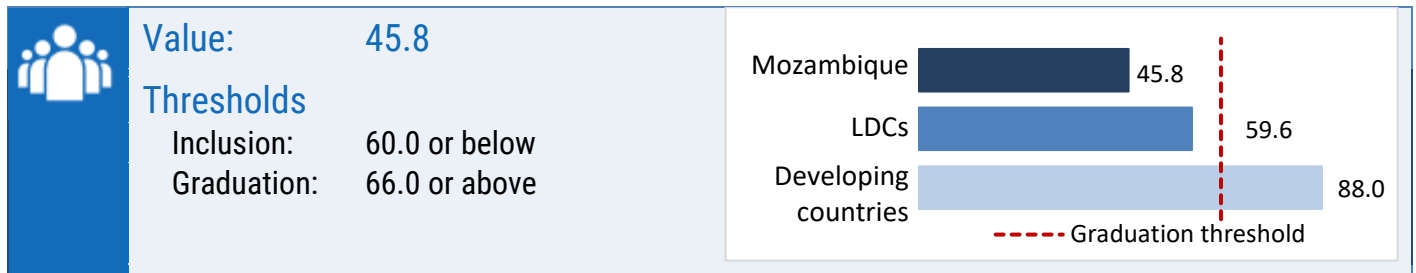 Value: 45.8
Thresholds
Inclusion: 60.0 or below
Graduation: 66.0 or above
Mozambique 45.8
LDCs 59.6
Developing
countries 88.0
Graduation threshold